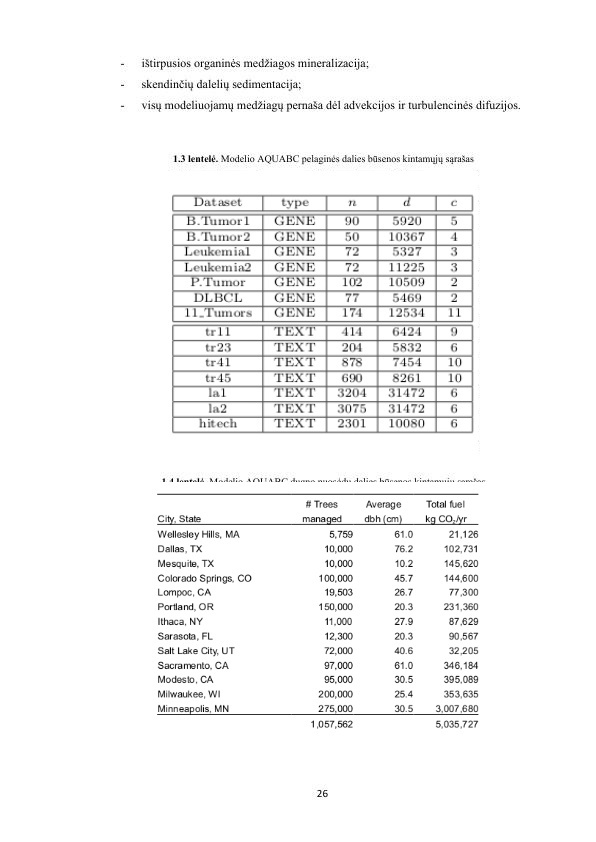 - ištirpusios organinės medžiagos mineralizacija;
- skendinčių dalelių sedimentacija;
- visų modeliuojamų medžiagų pernaša dėl advekcijos ir turbulencinės difuzijos.
1.3 lentelė. Modelio AQUABC pelaginės dalies būsenos kintamųjų sąrašas
Dataset type n d c
B.Tumor1 GENE 90 5920 5
B.Tumor2 GENE 50 10367 4
Leukemia1 GENE 72 5327 3
Leukemia2 GENE 72 11225 3
P.Tumor GENE 102 10509 2
DLBCL GENE 77 5469 2
11_Tumors GENE 174 12534 11
tr11 TEXT 414 6424 9
tr23 TEXT 204 5832 6
tr41 TEXT 878 7454 10
tr45 TEXT 690 8261 10
la1 TEXT 3204 31472 6
la2 TEXT 3075 31472 6
hitech TEXT 2301 10080 6
1.4 lentelė. Modelio AQUABC dugno nuosėdų dalies būsenos kintamųjų sąrašas
# Trees Average Total fuel
City, State managed dbh (cm) kg CO₂/yr
Wellesley Hills, MA 5,759 61.0 21,126
Dallas, TX 10,000 76.2 102,731
Mesquite, TX 10,000 10.2 145,620
Colorado Springs, CO 100,000 45.7 144,600
Lompoc, CA 19,503 26.7 77,300
Portland, OR 150,000 20.3 231,360
Ithaca, NY 11,000 27.9 87,629
Sarasota, FL 12,300 20.3 90,567
Salt Lake City, UT 72,000 40.6 32,205
Sacramento, CA 97,000 61.0 346,184
Modesto, CA 95,000 30.5 395,089
Milwaukee, WI 200,000 25.4 353,635
Minneapolis, MN 275,000 30.5 3,007,680
1,057,562 5,035,727
26